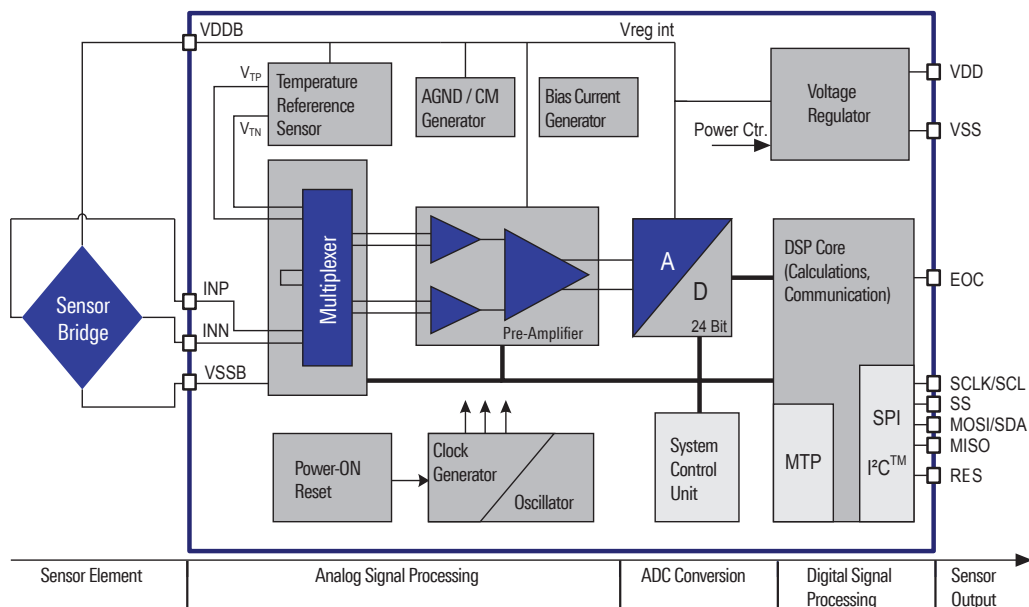 VDDB
Vreg int
VTP
Temperature
Refererence
Sensor
AGND / CM
Generator
Bias Current
Generator
Voltage
Regulator
VDD
VSS
Power Ctr.
VTN
Multiplexer
Pre-Amplifier
A
D
24 Bit
DSP Core
(Calculations,
Communication)
EOC
Sensor
Bridge
INP
INN
VSSB
SCLK/SCL
SS
MOSI/SDA
MISO
RES
SPI
I²C™
MTP
Power-ON
Reset
Clock
Generator
Oscillator
System
Control
Unit
Sensor Element
Analog Signal Processing
ADC Conversion
Digital Signal
Processing
Sensor
Output